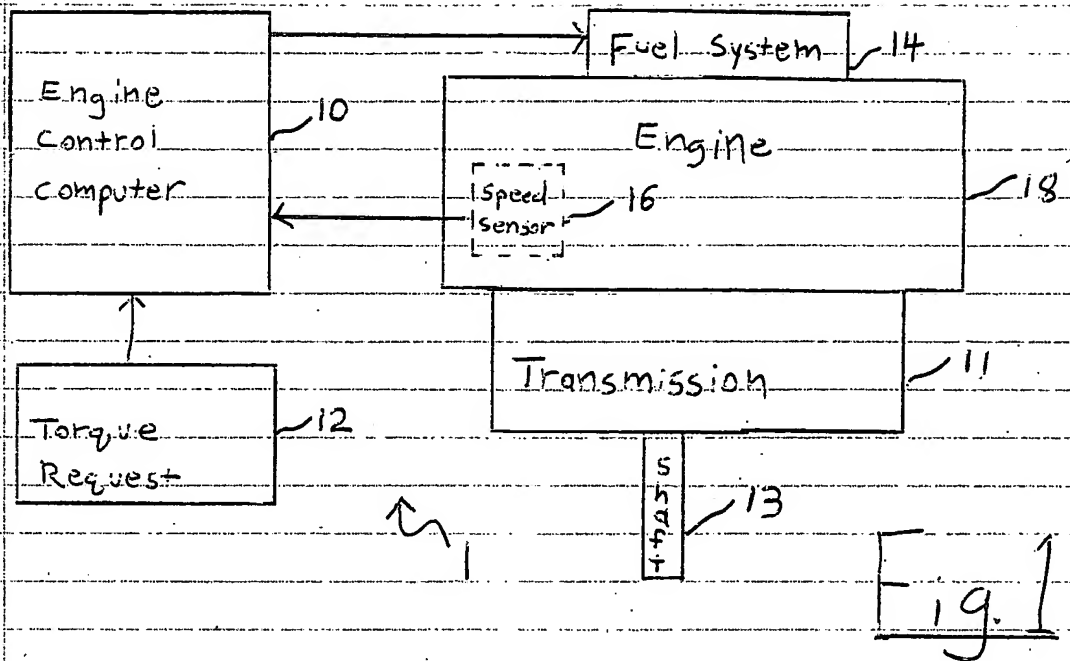 Fuel System
14
Engine
Control
computer
10
Engine
Speed
Sensor
16
18
Transmission
11
Torque
Request
12
Shaft
13
1
Fig. 1